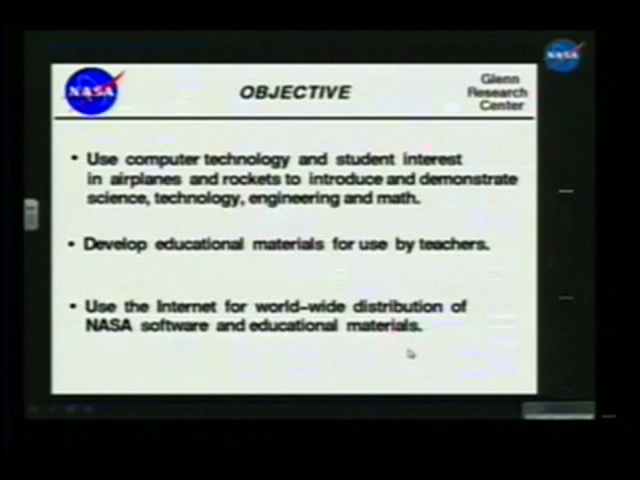 NASA
NASA
OBJECTIVE
Glenn
Research
Center
• Use computer technology and student interest
in airplanes and rockets to introduce and demonstrate
science, technology, engineering and math.
• Develop educational materials for use by teachers.
• Use the Internet for world-wide distribution of
NASA software and educational materials.